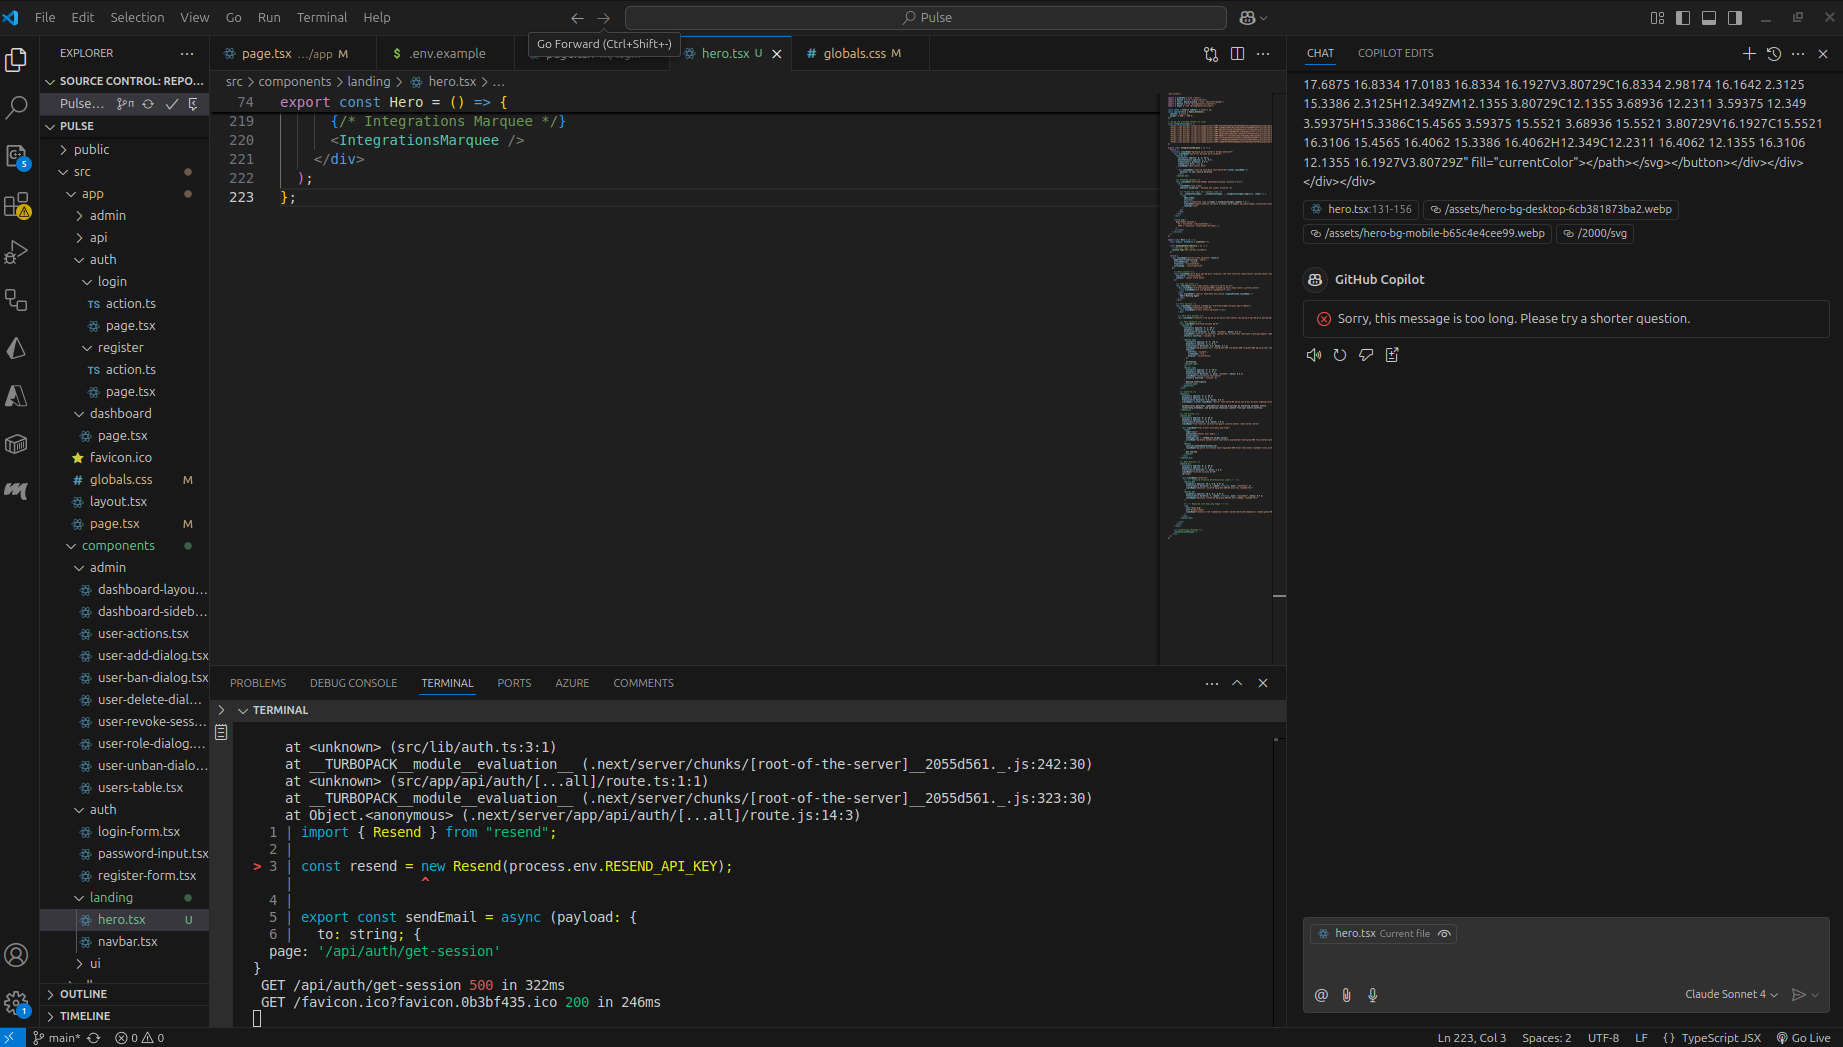 File Edit Selection View Go Run Terminal Help
Pulse
EXPLORER
SOURCE CONTROL: REPO...
Pulse...
PULSE
public
src
app
admin
api
auth
login
TS action.ts
page.tsx
register
TS action.ts
page.tsx
dashboard
page.tsx
favicon.ico
# globals.css M
layout.tsx
page.tsx M
components
admin
dashboard-layou...
dashboard-sideb...
user-actions.tsx
user-add-dialog.tsx
user-ban-dialog.tsx
user-delete-dial...
user-revoke-sess...
user-role-dialog....
user-unban-dialo...
users-table.tsx
auth
login-form.tsx
password-input.tsx
register-form.tsx
landing
hero.tsx U
navbar.tsx
ui
OUTLINE
TIMELINE
5
1
page.tsx .../app M
$ .env.example
Go Forward (Ctrl+Shift+-)
hero.tsx U
# globals.css M
src > components > landing > hero.tsx > ...
74 export const Hero = () => {
219 {/* Integrations Marquee */}
220 <IntegrationsMarquee />
221 </div>
222 );
223 };
PROBLEMS DEBUG CONSOLE TERMINAL PORTS AZURE COMMENTS
TERMINAL
at <unknown> (src/lib/auth.ts:3:1)
at __TURBOPACK__module__evaluation__ (.next/server/chunks/[root-of-the-server]__2055d561._.js:242:30)
at <unknown> (src/app/api/auth/[...all]/route.ts:1:1)
at __TURBOPACK__module__evaluation__ (.next/server/chunks/[root-of-the-server]__2055d561._.js:323:30)
at Object.<anonymous> (.next/server/app/api/auth/[...all]/route.js:14:3)
1 | import { Resend } from "resend";
2 |
> 3 | const resend = new Resend(process.env.RESEND_API_KEY);
| ^
4 |
5 | export const sendEmail = async (payload: {
6 | to: string; {
page: '/api/auth/get-session'
}
GET /api/auth/get-session 500 in 322ms
GET /favicon.ico?favicon.0b3bf435.ico 200 in 246ms
CHAT COPILOT EDITS
17.6875 16.8334 17.0183 16.8334 16.1927V3.80729C16.8334 2.98174 16.1642 2.3125
15.3386 2.3125H12.349ZM12.1355 3.80729C12.1355 3.68936 12.2311 3.59375 12.349
3.59375H15.3386C15.4565 3.59375 15.5521 3.68936 15.5521 3.80729V16.1927C15.5521
16.3106 15.4565 16.4062 15.3386 16.4062H12.349C12.2311 16.4062 12.1355 16.3106
12.1355 16.1927V3.80729Z" fill="currentColor"></path></svg></button></div></div>
</div></div>
hero.tsx:131-156 /assets/hero-bg-desktop-6cb381873ba2.webp
/assets/hero-bg-mobile-b65c4e4cee99.webp /2000/svg
GitHub Copilot
Sorry, this message is too long. Please try a shorter question.
hero.tsx Current file
@ Claude Sonnet 4
main* 0 0
Ln 223, Col 3 Spaces: 2 UTF-8 LF {} TypeScript JSX Go Live